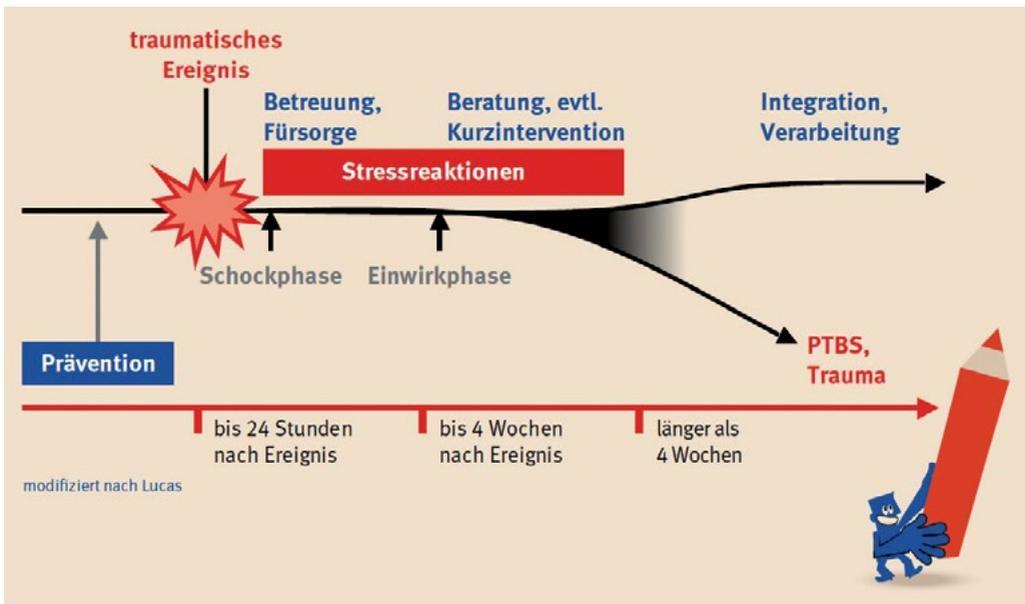 traumatisches
Ereignis
Betreuung,
Fürsorge
Beratung, evtl.
Kurzintervention
Integration,
Verarbeitung
Stressreaktionen
Schockphase
Einwirkphase
Prävention
PTBS,
Trauma
bis 24 Stunden
nach Ereignis
bis 4 Wochen
nach Ereignis
länger als
4 Wochen
modifiziert nach Lucas